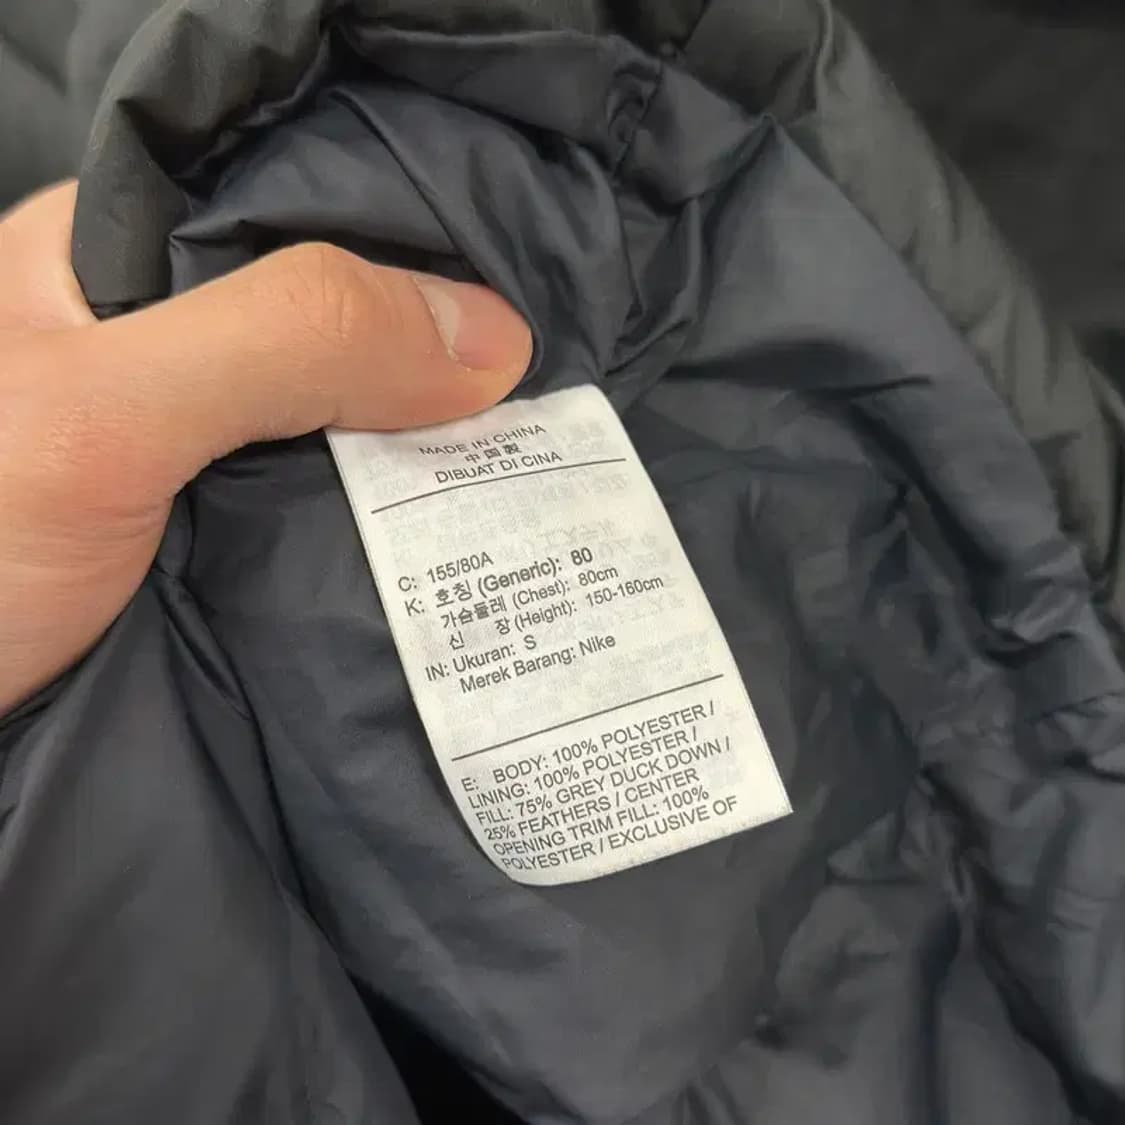 MADE IN CHINA
中国製
DIBUAT DI CINA
C: 155/80A
K: 호칭 (Generic): 80
가슴둘레 (Chest): 80cm
신 장 (Height): 150-160cm
IN: Ukuran: S
Merek Barang: Nike
E: BODY: 100% POLYESTER /
LINING: 100% POLYESTER /
FILL: 75% GREY DUCK DOWN /
25% FEATHERS / CENTER
OPENING TRIM FILL: 100%
POLYESTER / EXCLUSIVE OF